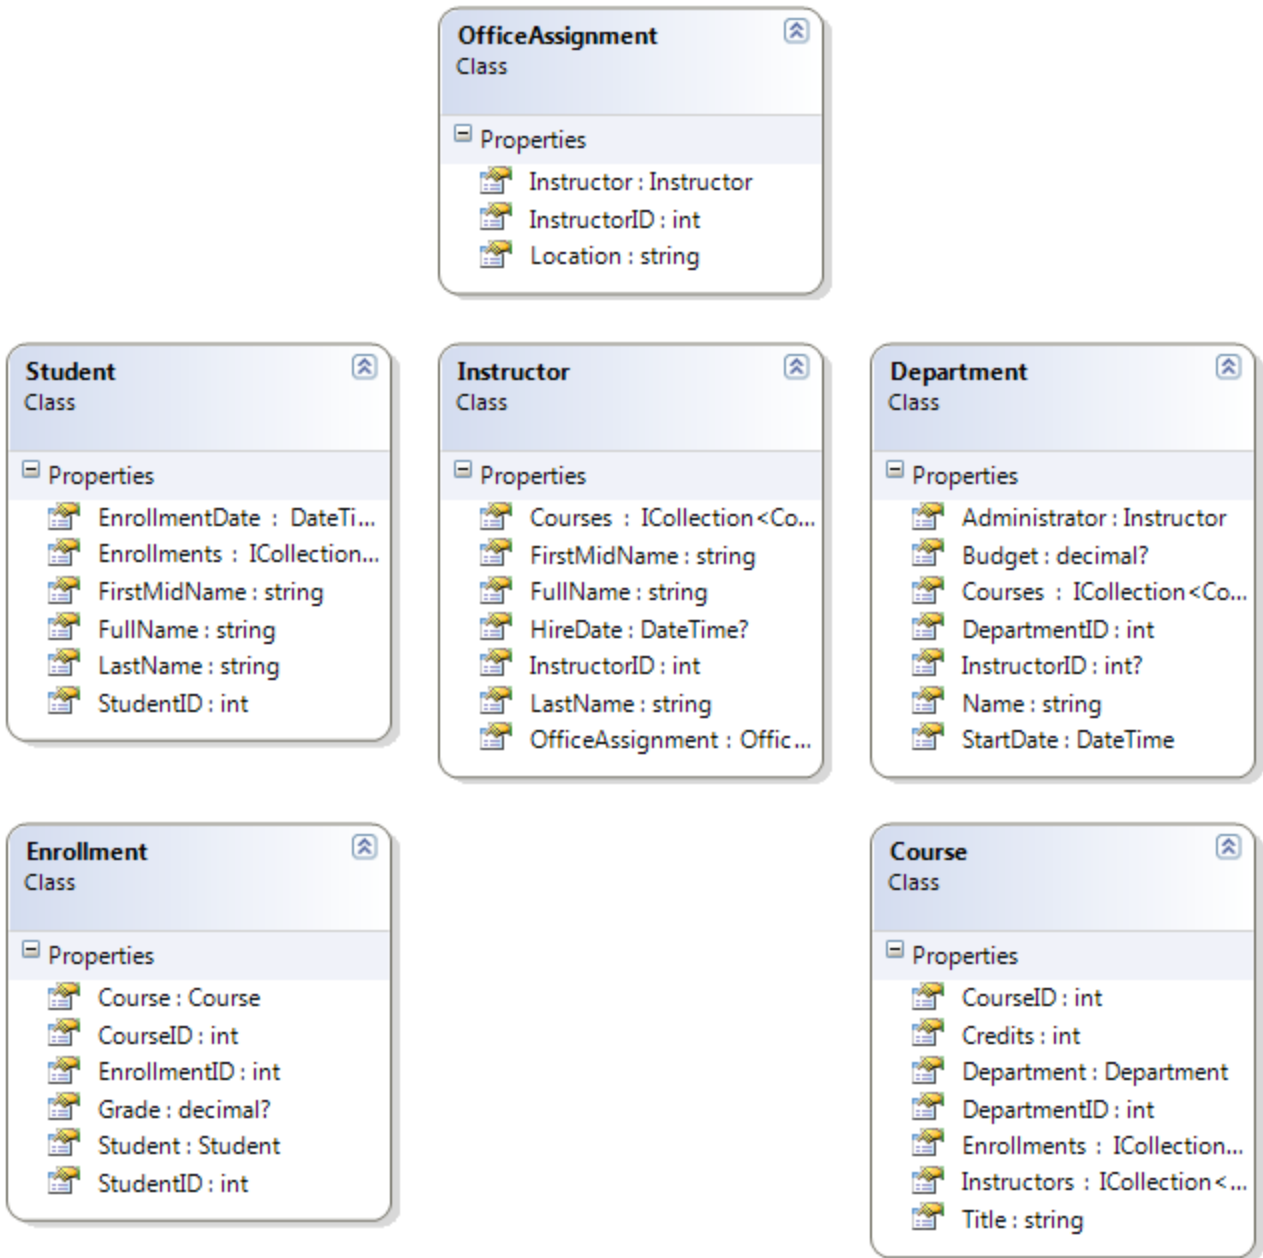 OfficeAssignment
Class
Properties
Instructor : Instructor
InstructorID : int
Location : string
Student
Class
Properties
EnrollmentDate : DateTi...
Enrollments : ICollection...
FirstMidName : string
FullName : string
LastName : string
StudentID : int
Instructor
Class
Properties
Courses : ICollection<Co...
FirstMidName : string
FullName : string
HireDate : DateTime?
InstructorID : int
LastName : string
OfficeAssignment : Offic...
Department
Class
Properties
Administrator : Instructor
Budget : decimal?
Courses : ICollection<Co...
DepartmentID : int
InstructorID : int?
Name : string
StartDate : DateTime
Enrollment
Class
Properties
Course : Course
CourseID : int
EnrollmentID : int
Grade : decimal?
Student : Student
StudentID : int
Course
Class
Properties
CourseID : int
Credits : int
Department : Department
DepartmentID : int
Enrollments : ICollection...
Instructors : ICollection<...
Title : string